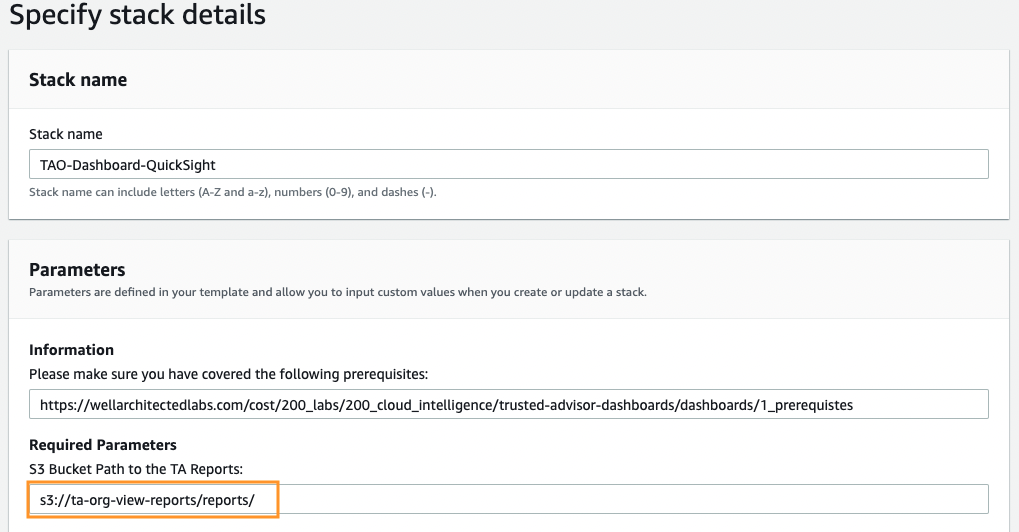 Specify stack details
Stack name
Stack name
TAO-Dashboard-QuickSight
Stack name can include letters (A-Z and a-z), numbers (0-9), and dashes (-).
Parameters
Parameters are defined in your template and allow you to input custom values when you create or update a stack.
Information
Please make sure you have covered the following prerequisites:
https://wellarchitectedlabs.com/cost/200_labs/200_cloud_intelligence/trusted-advisor-dashboards/dashboards/1_prerequistes
Required Parameters
S3 Bucket Path to the TA Reports:
s3://ta-org-view-reports/reports/